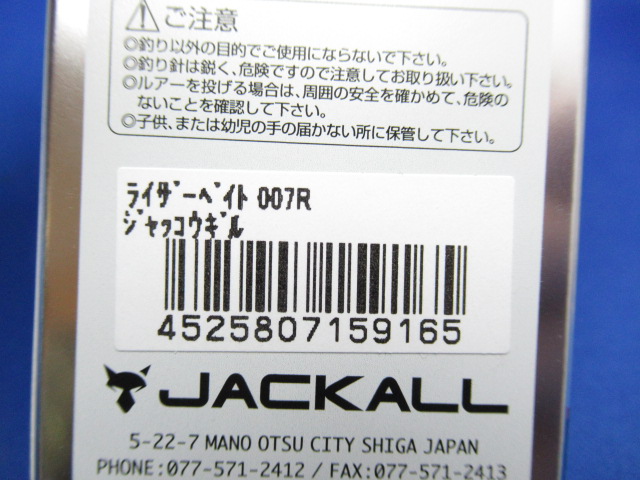 ご注意
◎釣り以外の目的でご使用にならないで下さい。
◎釣り針は鋭く、危険ですので注意してお取り扱い下さい。
◎ルアーを投げる場合は、周囲の安全を確かめて、危険の
ないことを確認して下さい。
◎子供、または幼児の手の届かない所に保管して下さい。
ﾗｲｻﾞｰﾍﾞｲﾄ 007R
ｼﾞｬｯｺｳｷﾞﾙ
4525807159165
JACKALL
5-22-7 MANO OTSU CITY SHIGA JAPAN
PHONE:077-571-2412 / FAX:077-571-2413